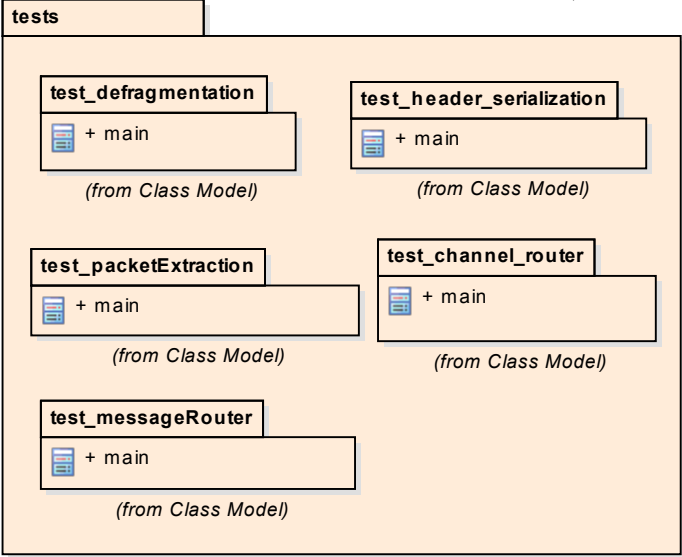 tests
test_defragmentation
+ main
(from Class Model)
test_header_serialization
+ main
(from Class Model)
test_packetExtraction
+ main
(from Class Model)
test_channel_router
+ main
(from Class Model)
test_messageRouter
+ main
(from Class Model)